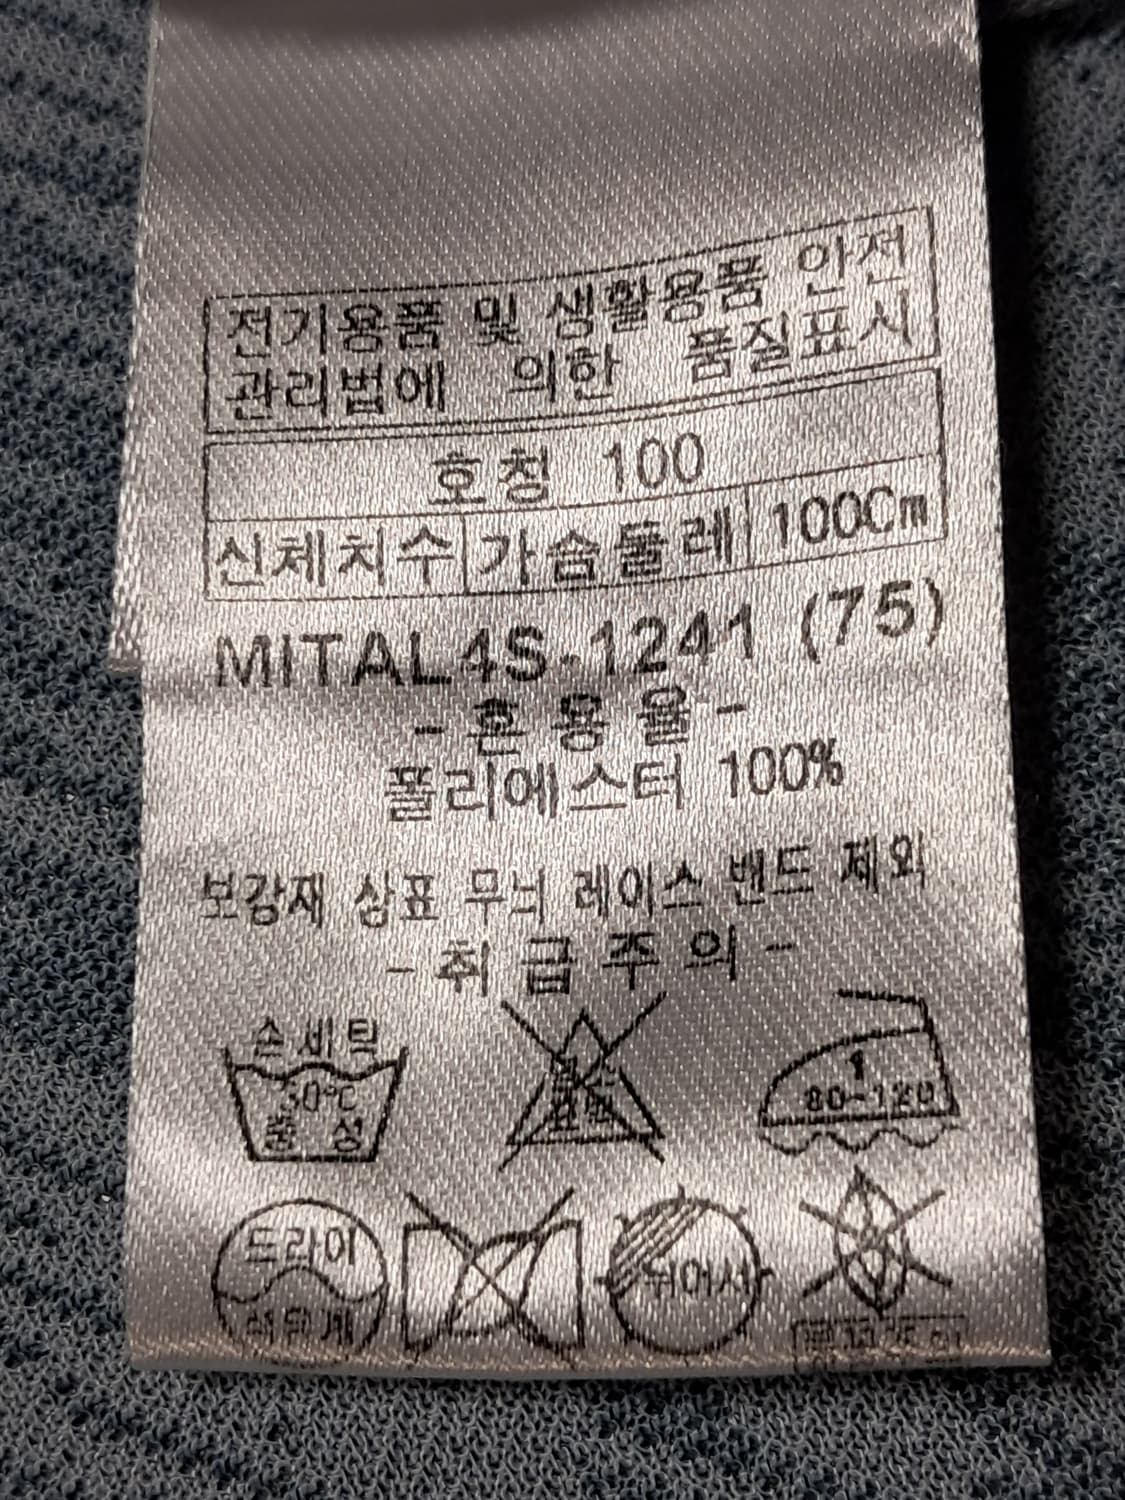 전기용품 및 생활용품 안전
관리법에 의한 품질표시
호칭 100
신체치수 가슴둘레 100Cm
MITAL4S-1241 (75)
- 혼 용 율 -
폴리에스터 100%
보강재 상표 무늬 레이스 밴드 제외
- 취 급 주 의 -
손세탁
30℃
중 성
1
80-120
드라이
석유계
뉘어서